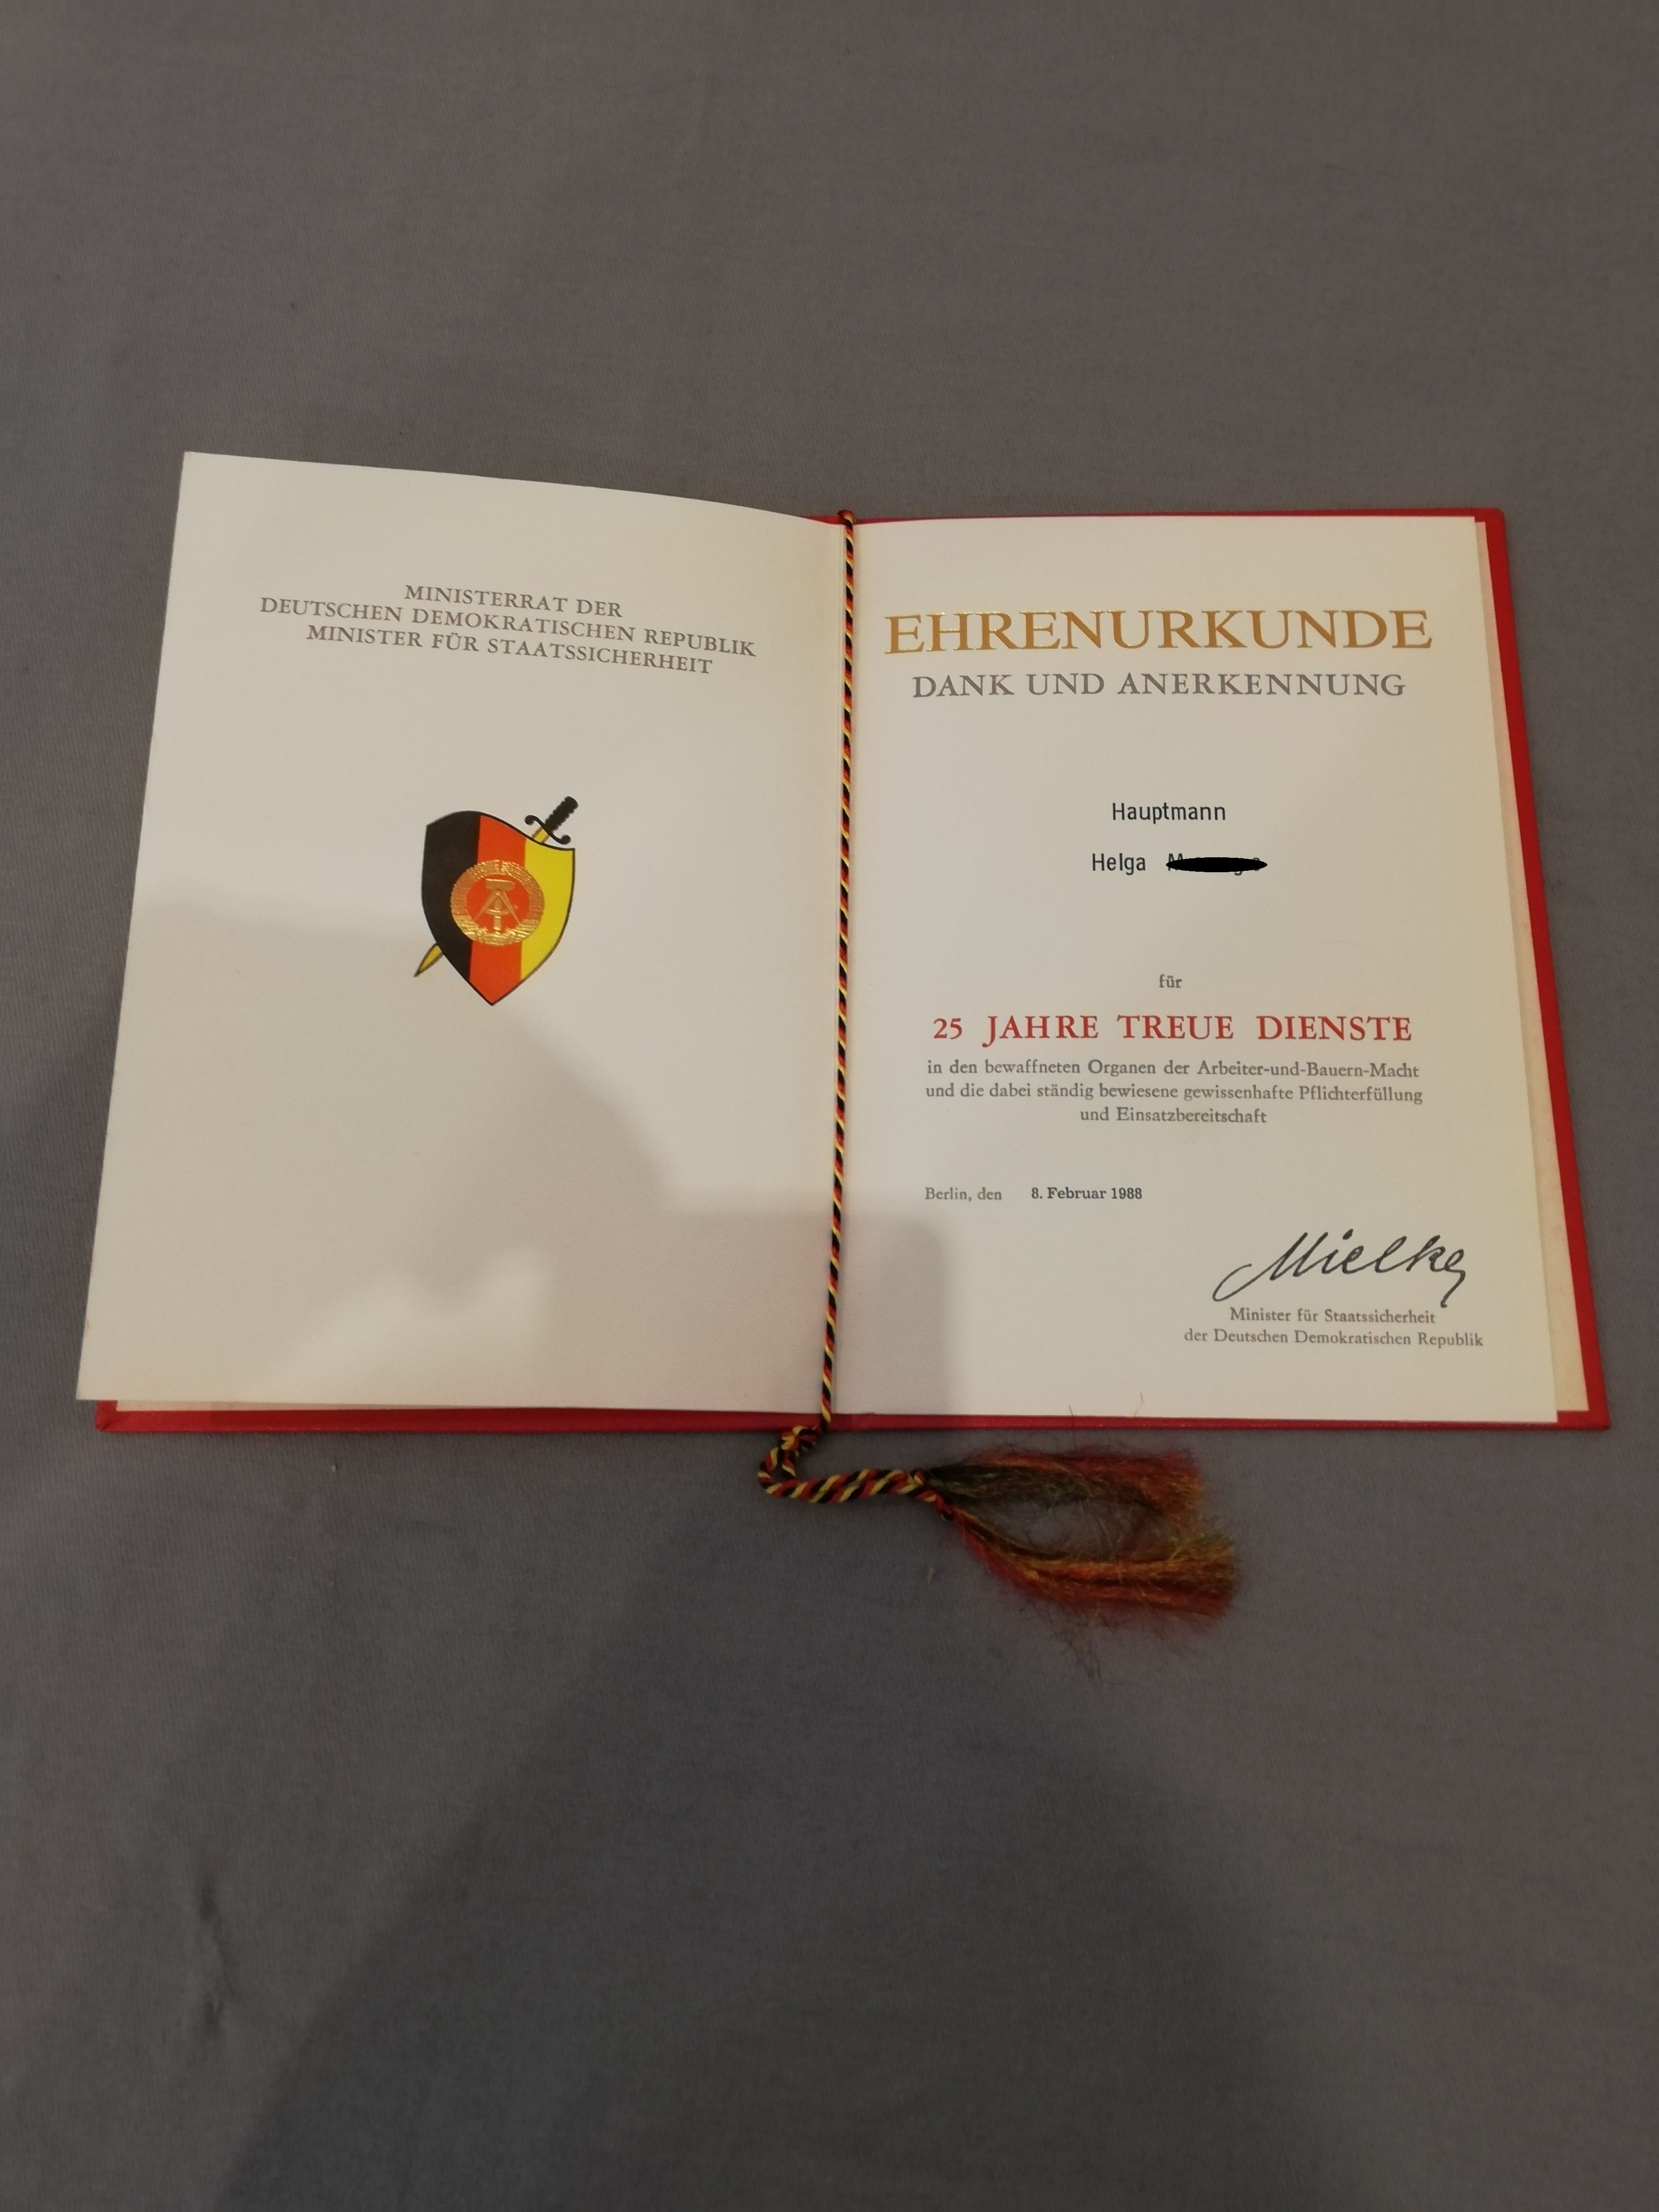 MINISTERRAT DER
DEUTSCHEN DEMOKRATISCHEN REPUBLIK
MINISTER FÜR STAATSSICHERHEIT
EHRENURKUNDE
DANK UND ANERKENNUNG
Hauptmann
Helga
für
25 JAHRE TREUE DIENSTE
in den bewaffneten Organen der Arbeiter-und-Bauern-Macht
und die dabei ständig bewiesene gewissenhafte Pflichterfüllung
und Einsatzbereitschaft
Berlin, den 8. Februar 1988
Mielke
Minister für Staatssicherheit
der Deutschen Demokratischen Republik